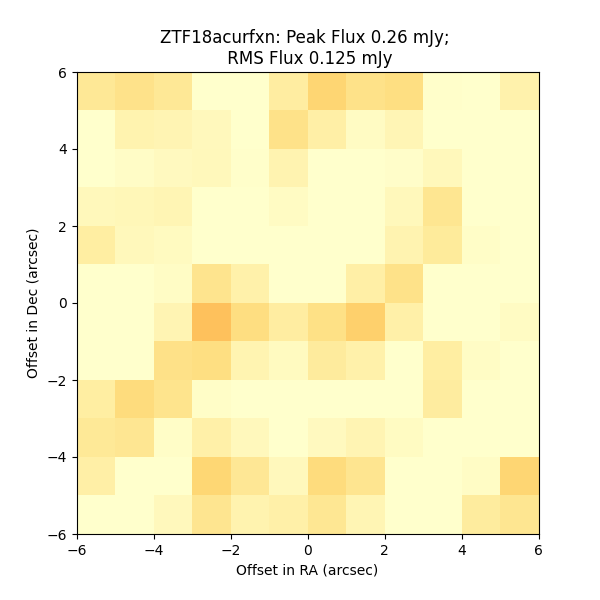 ZTF18acurfxn: Peak Flux 0.26 mJy;
RMS Flux 0.125 mJy
6
4
2
0
−2
−4
−6
Offset in Dec (arcsec)
−6 −4 −2 0 2 4 6
Offset in RA (arcsec)